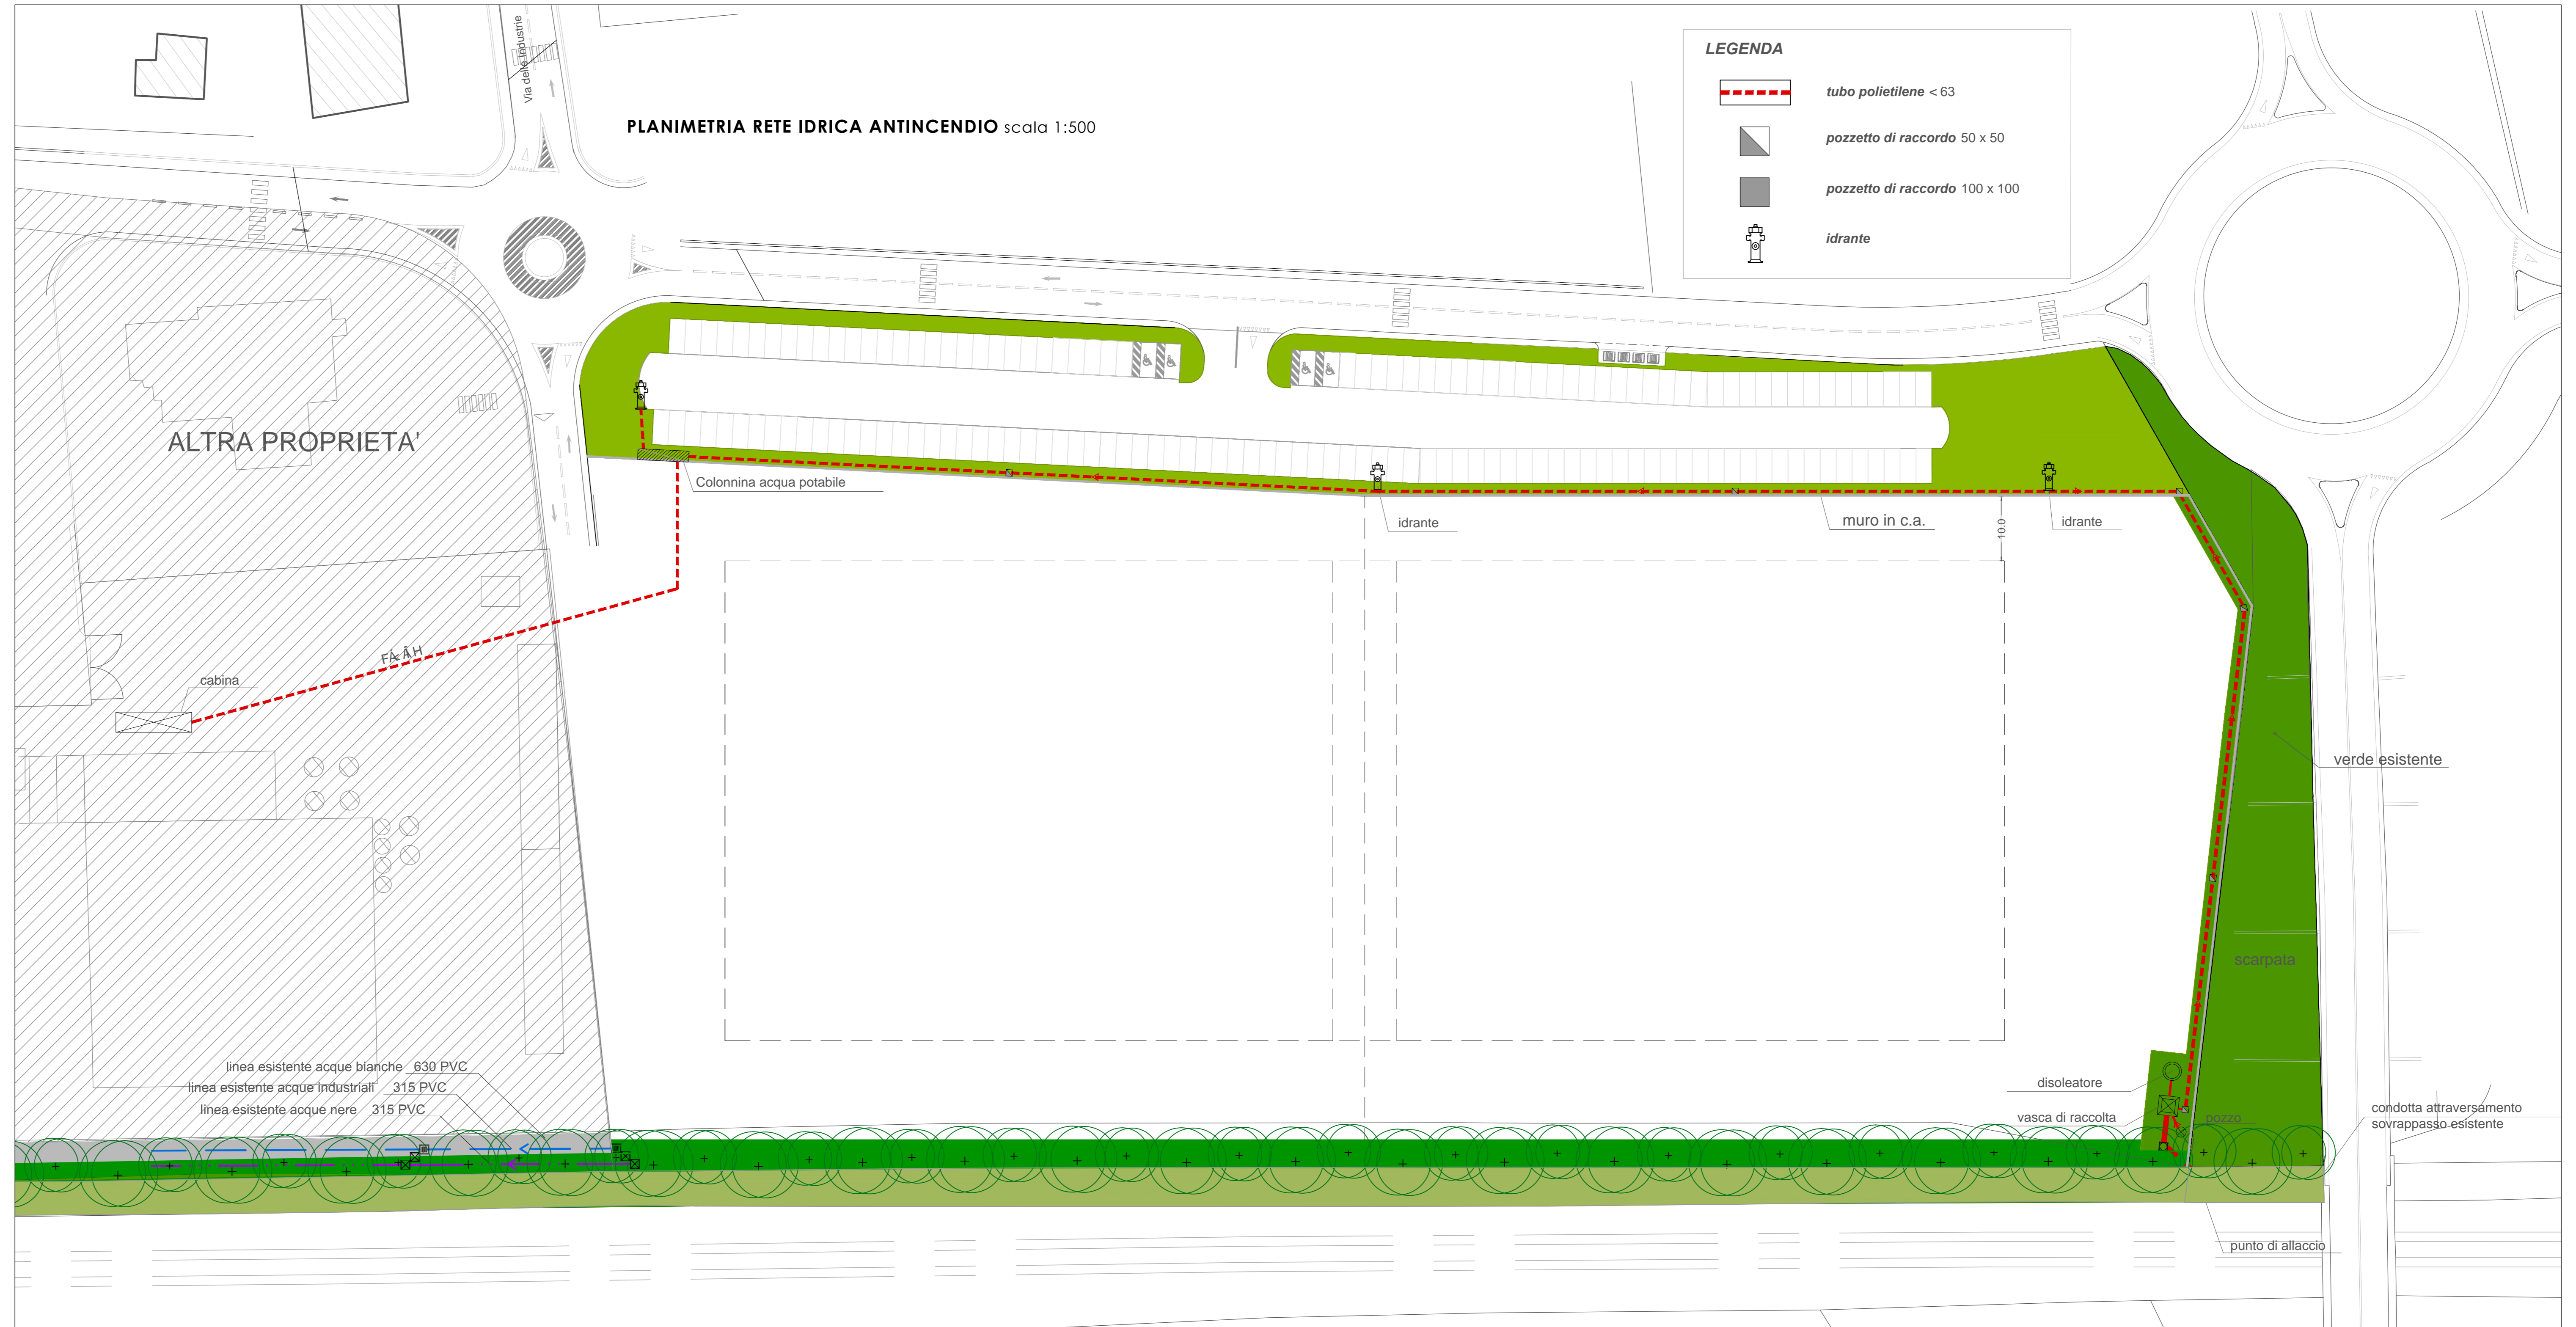 Via delle Industrie
PLANIMETRIA RETE IDRICA ANTINCENDIO scala 1:500
LEGENDA
tubo polietilene < 63
pozzetto di raccordo 50 x 50
pozzetto di raccordo 100 x 100
idrante
ALTRA PROPRIETA'
Colonnina acqua potabile
idrante
muro in c.a.
idrante
10.0
cabina
verde esistente
scarpata
linea esistente acque bianche 630 PVC
linea esistente acque industriali 315 PVC
linea esistente acque nere 315 PVC
disoleatore
vasca di raccolta
pozzo
condotta attraversamento
sovrappasso esistente
punto di allaccio